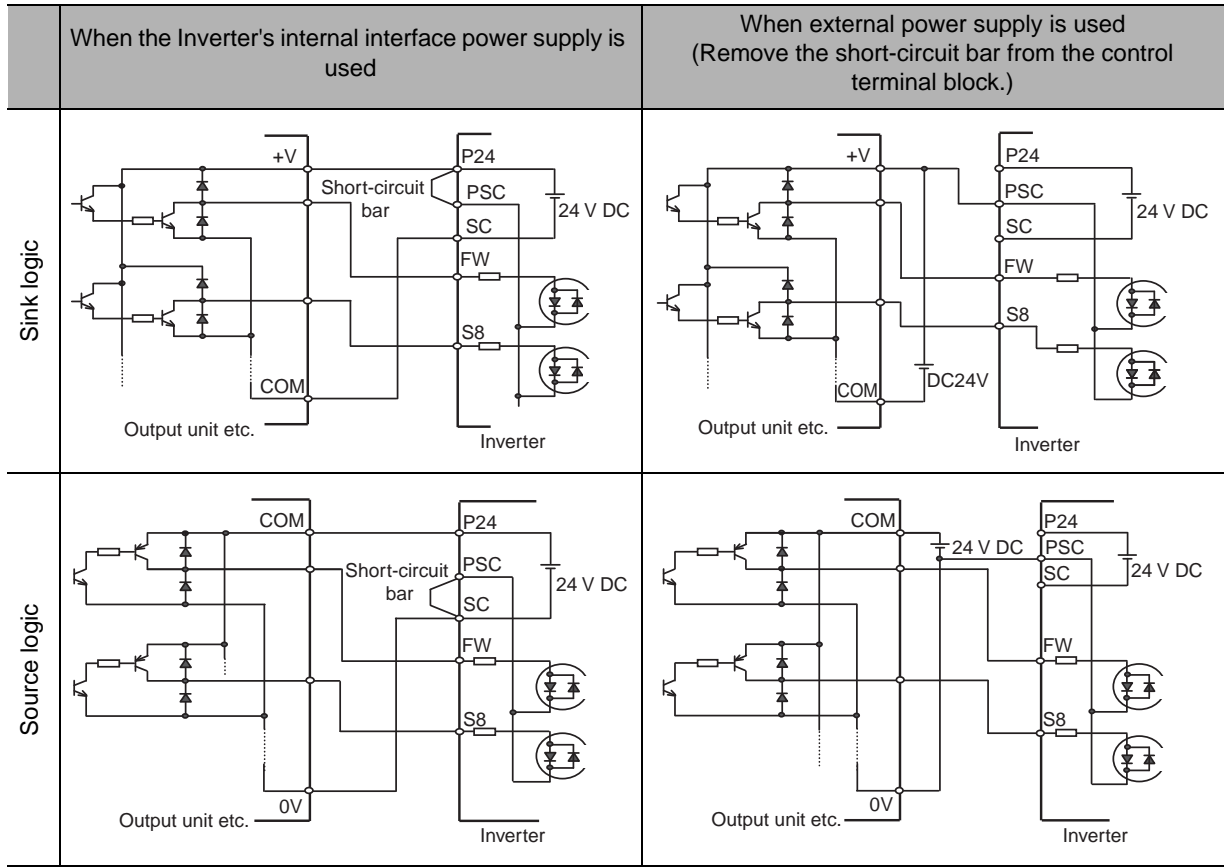 When the Inverter's internal interface power supply is
used
When external power supply is used
(Remove the short-circuit bar from the control
terminal block.)
Sink logic
+V
P24
Short-circuit
bar
PSC
24 V DC
SC
FW
S8
COM
Output unit etc.
Inverter
+V
P24
PSC
24 V DC
SC
FW
S8
DC24V
COM
Output unit etc.
Inverter
Source logic
COM
P24
Short-circuit
bar
PSC
24 V DC
SC
FW
S8
0V
Output unit etc.
Inverter
COM
P24
24 V DC
PSC
SC
24 V DC
FW
S8
0V
Output unit etc.
Inverter